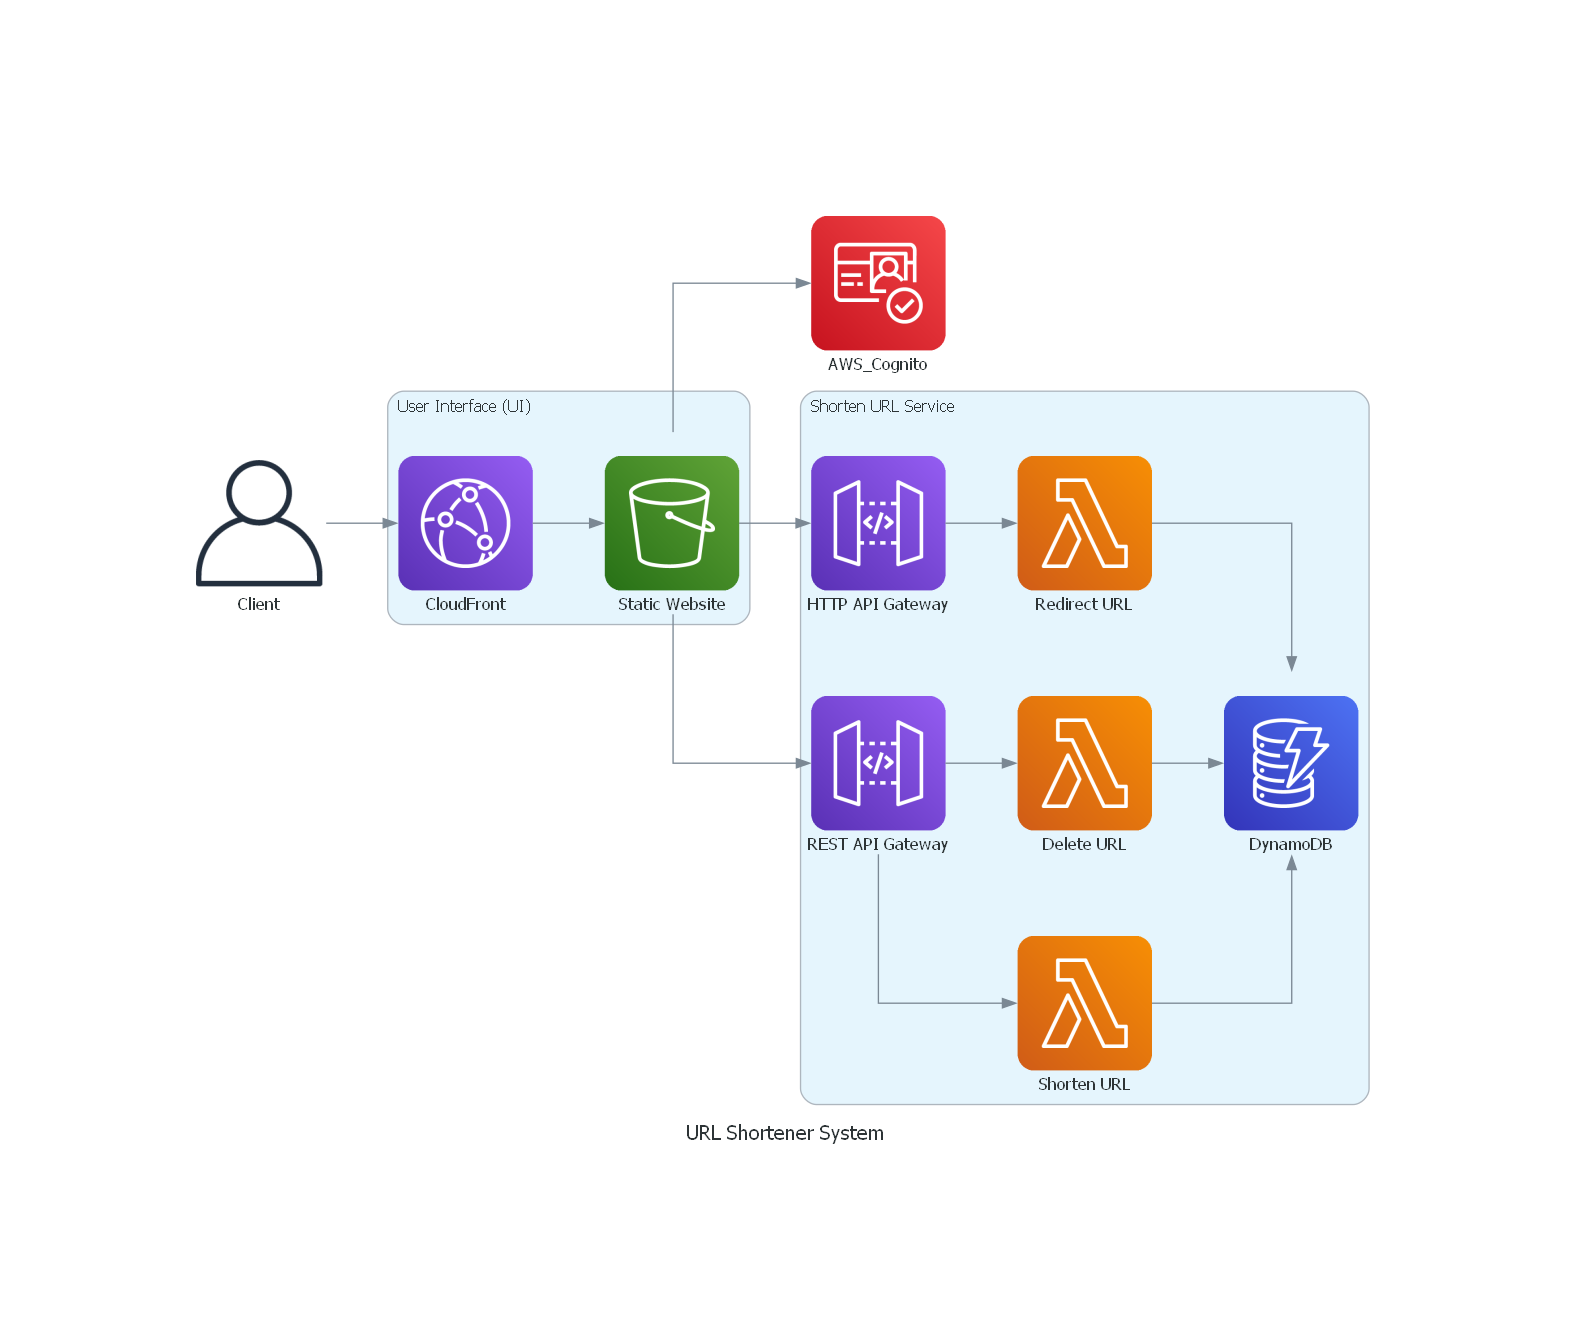 AWS_Cognito
User Interface (UI)
Shorten URL Service
Client
CloudFront
Static Website
HTTP API Gateway
Redirect URL
REST API Gateway
Delete URL
DynamoDB
Shorten URL
URL Shortener System